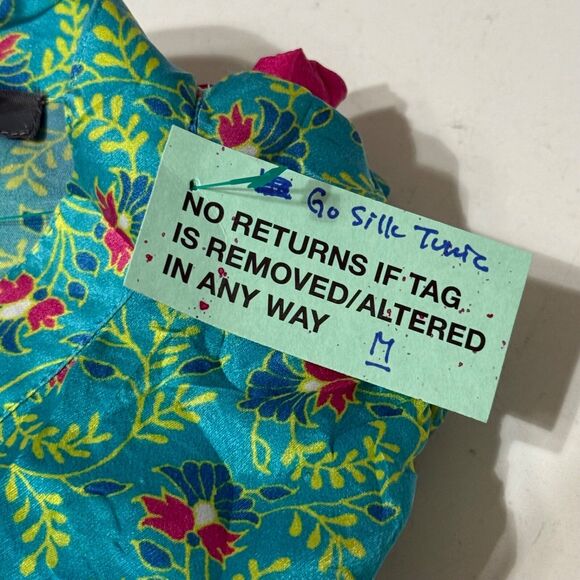 Go Silk Tunic
NO RETURNS IF TAG
IS REMOVED/ALTERED
IN ANY WAY
M